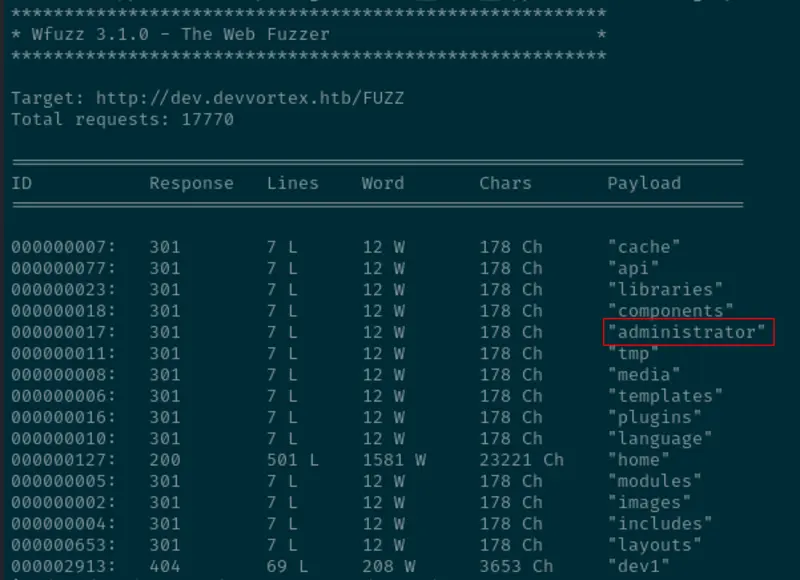 ********************************************************
* Wfuzz 3.1.0 - The Web Fuzzer                         *
********************************************************
Target: http://dev.devvortex.htb/FUZZ
Total requests: 17770
=====================================================================
ID           Response   Lines    Word       Chars       Payload
=====================================================================
000000007:   301        7 L      12 W       178 Ch      "cache"
000000077:   301        7 L      12 W       178 Ch      "api"
000000023:   301        7 L      12 W       178 Ch      "libraries"
000000018:   301        7 L      12 W       178 Ch      "components"
000000017:   301        7 L      12 W       178 Ch      "administrator"
000000011:   301        7 L      12 W       178 Ch      "tmp"
000000008:   301        7 L      12 W       178 Ch      "media"
000000006:   301        7 L      12 W       178 Ch      "templates"
000000016:   301        7 L      12 W       178 Ch      "plugins"
000000010:   301        7 L      12 W       178 Ch      "language"
000000127:   200        501 L    1581 W     23221 Ch    "home"
000000005:   301        7 L      12 W       178 Ch      "modules"
000000002:   301        7 L      12 W       178 Ch      "images"
000000004:   301        7 L      12 W       178 Ch      "includes"
000000653:   301        7 L      12 W       178 Ch      "layouts"
000002913:   404        69 L     208 W      3653 Ch     "dev1"